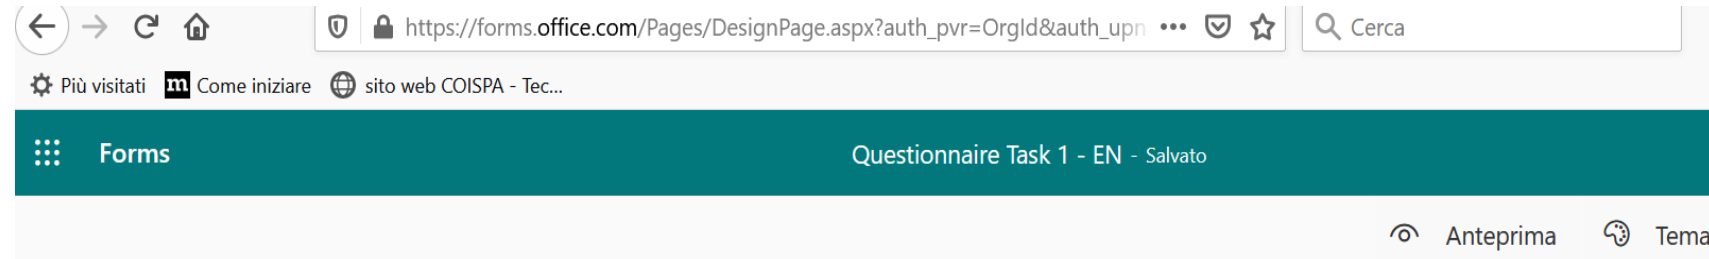 https://forms.office.com/Pages/DesignPage.aspx?auth_pvr=OrgId&auth_upn Cerca
Più visitati m Come iniziare sito web COISPA - Tec...
Forms Questionnaire Task 1 - EN - Salvato
Anteprima Tema